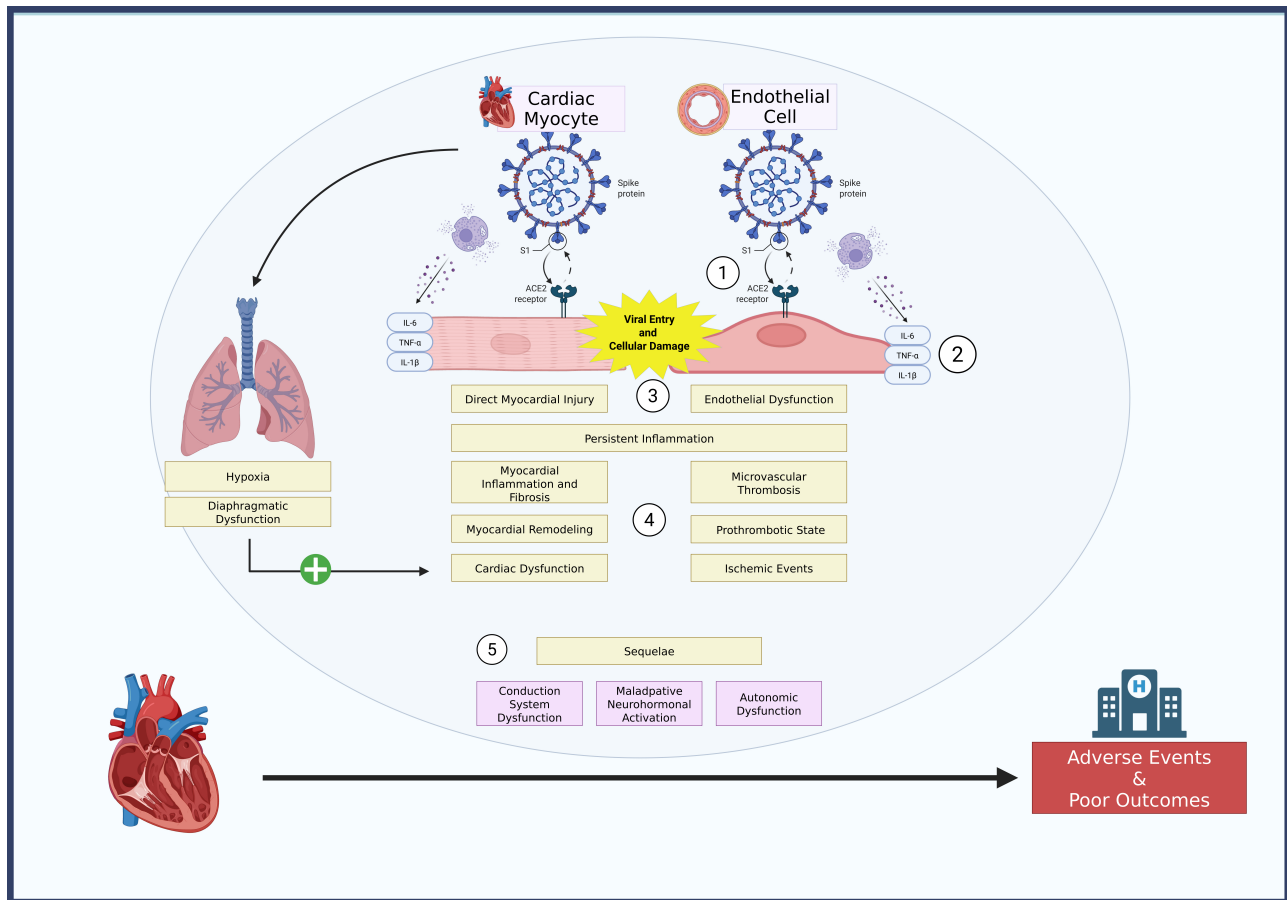 Cardiac
Myocyte
Endothelial
Cell
Spike
protein
Spike
protein
S1
S1
ACE2
receptor
1
ACE2
receptor
IL-6
TNF-α
IL-1β
Viral Entry
and
Cellular Damage
IL-6
TNF-α
IL-1β
2
3
Direct Myocardial Injury
Endothelial Dysfunction
Persistent Inflammation
Hypoxia
Diaphragmatic
Dysfunction
Myocardial
Inflammation and
Fibrosis
Microvascular
Thrombosis
4
Myocardial Remodeling
Prothrombotic State
Cardiac Dysfunction
Ischemic Events
5
Sequelae
Conduction
System
Dysfunction
Maladpative
Neurohormonal
Activation
Autonomic
Dysfunction
H
Adverse Events
&
Poor Outcomes